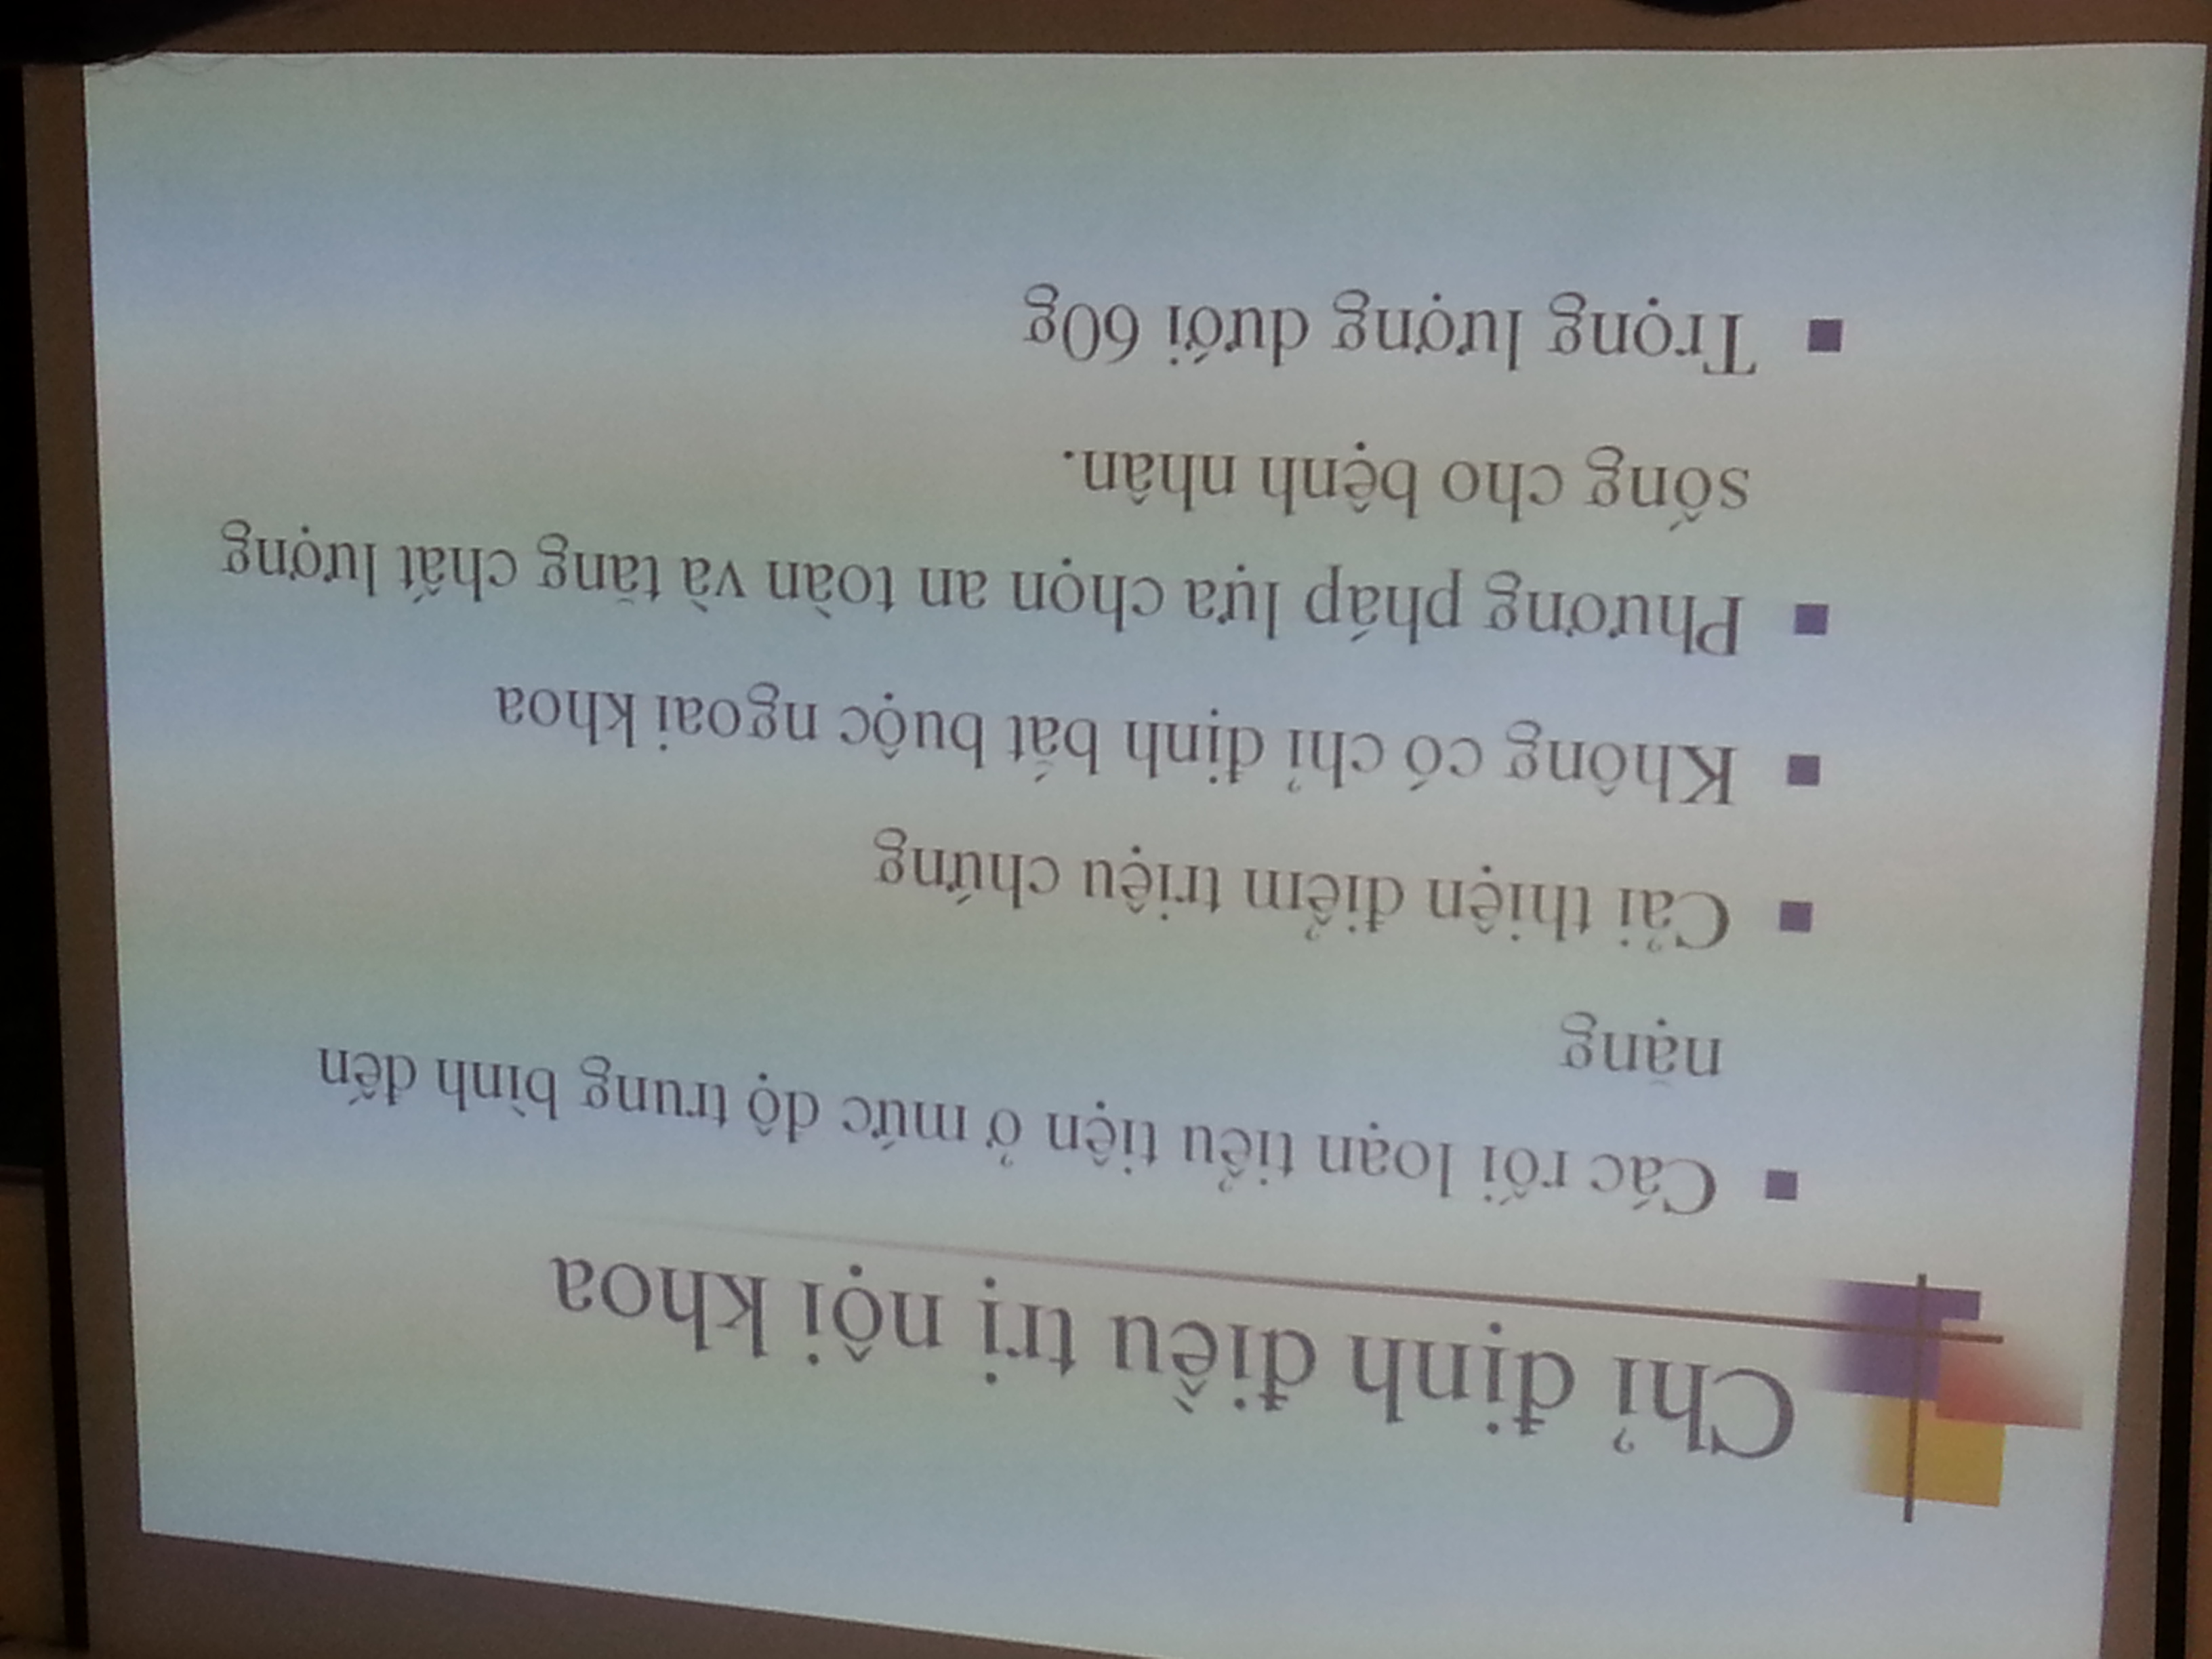 Chỉ định điều trị nội khoa
Các rối loạn tiểu tiện ở mức dộ trung bình đến
nặng
Cải thiện điểm triệu chứng
Không có chỉ định bắt buộc ngoai khoa
Phương pháp lựa chọn an toàn và tăng chất lượng
sống cho bệnh nhân.
Trọng lượng dưới 60g